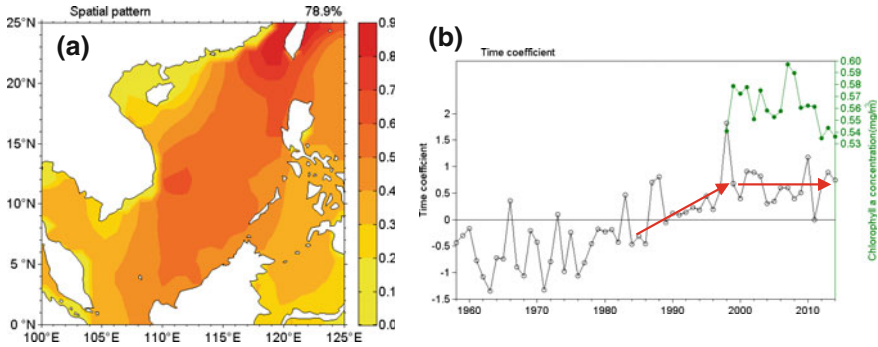 Spatial pattern 78.9%
(a)
25°N
20°N
15°N
10°N
5°N
0°N
100°E 105°E 110°E 115°E 120°E 125°E
0.9
0.8
0.7
0.6
0.5
0.4
0.3
0.2
0.1
0.0
(b)
Time coefficient
Time coefficient
2
1.5
1
0.5
0
-0.5
-1
-1.5
1960 1970 1980 1990 2000 2010
0.60
0.59
0.58
0.57
0.56
0.55
0.54
0.53
Chlorophyll a concentration(mg/m³)